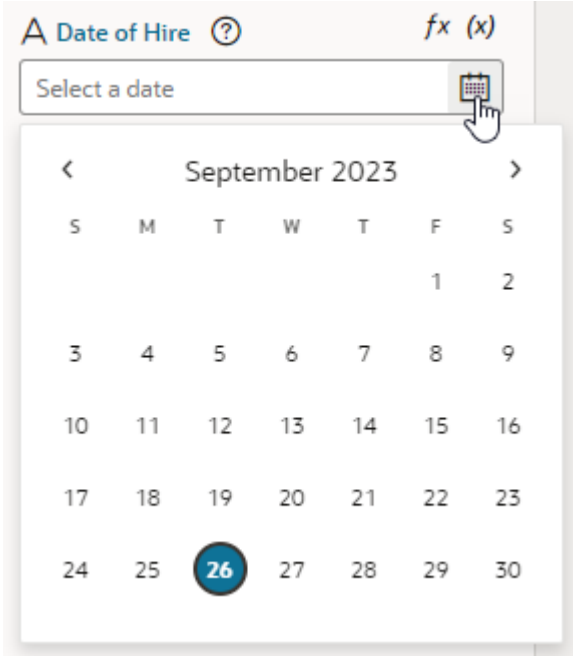 A Date of Hire ? fx (x)
Select a date
< September 2023 >
S M T W T F S
1 2
3 4 5 6 7 8 9
10 11 12 13 14 15 16
17 18 19 20 21 22 23
24 25 26 27 28 29 30